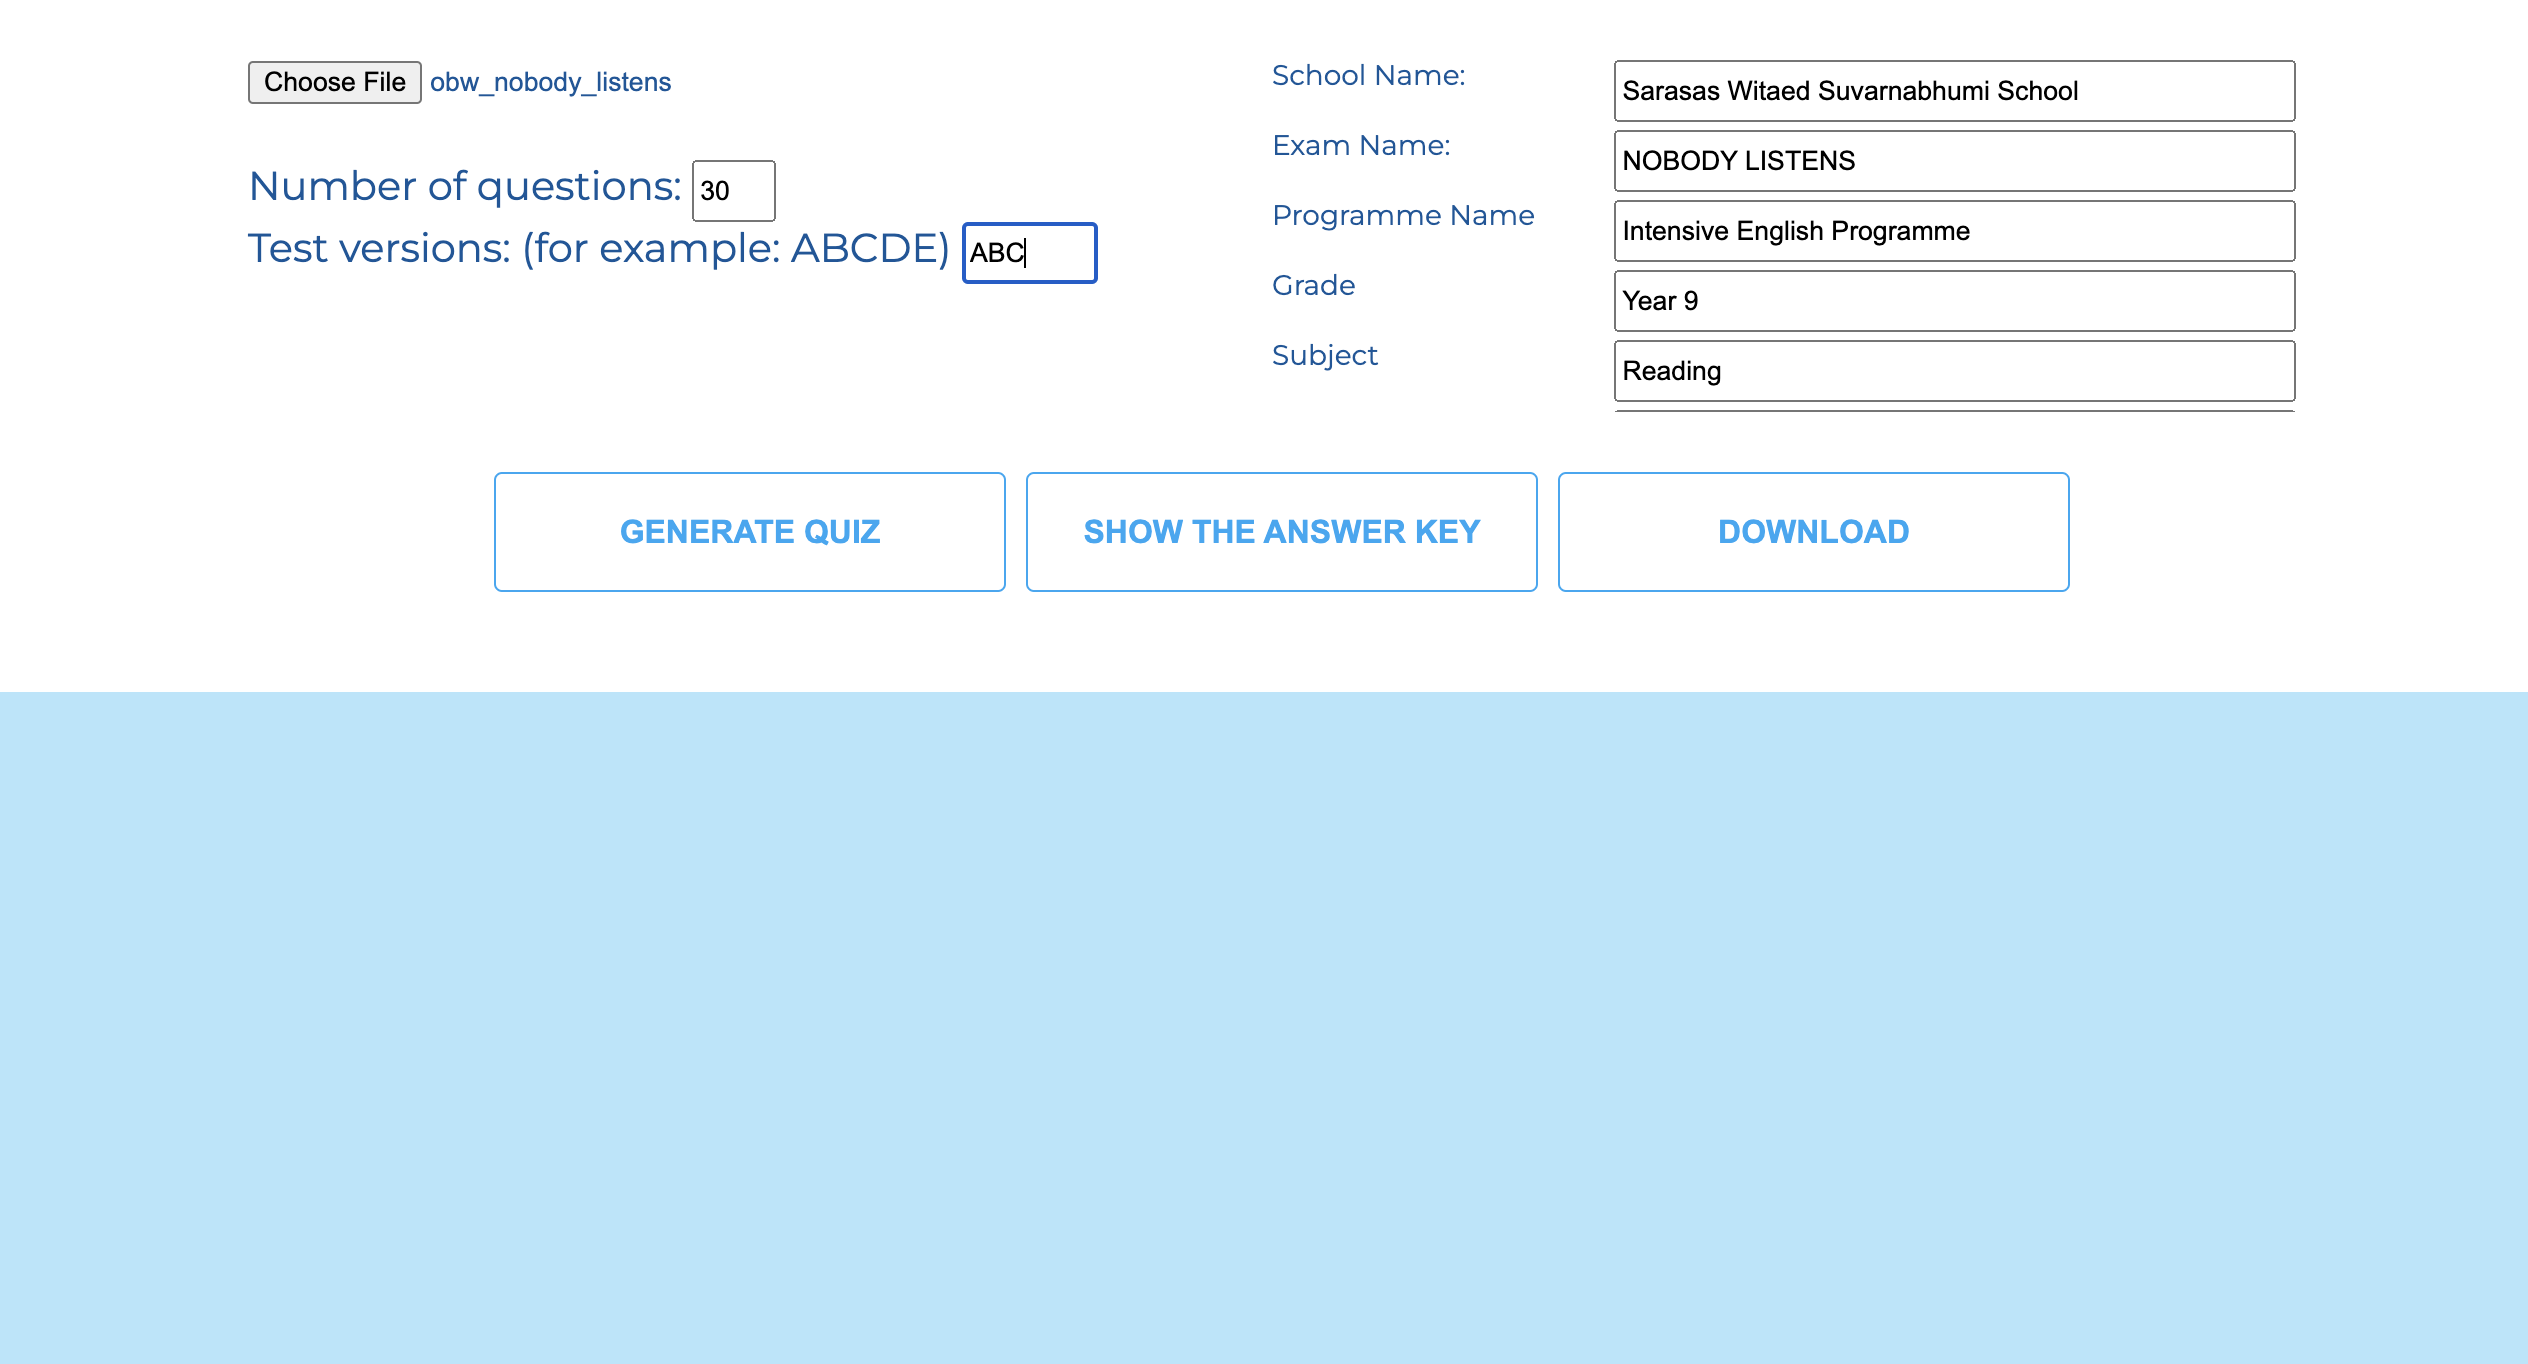 Choose File obw_nobody_listens
Number of questions: 30
Test versions: (for example: ABCDE) ABC
School Name: Sarasas Witaed Suvarnabhumi School
Exam Name: NOBODY LISTENS
Programme Name Intensive English Programme
Grade Year 9
Subject Reading
GENERATE QUIZ SHOW THE ANSWER KEY DOWNLOAD